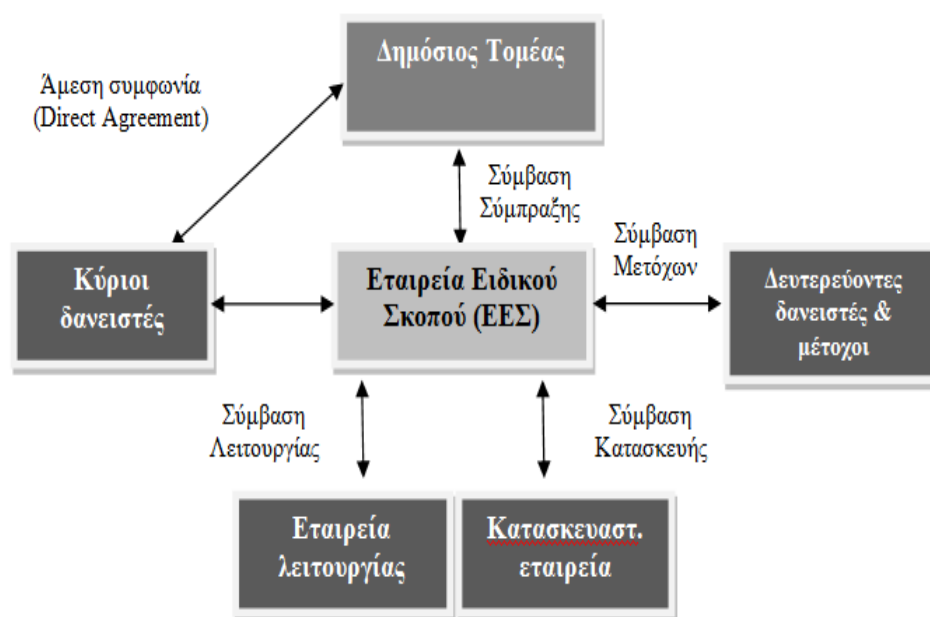 Δημόσιος Τομέας
Άμεση συμφωνία
(Direct Agreement)
Σύμβαση
Σύμπραξης
Κύριοι
δανειστές
Εταιρεία Ειδικού
Σκοπού (ΕΕΣ)
Σύμβαση
Μετόχων
Δευτερεύοντες
δανειστές &
μέτοχοι
Σύμβαση
Λειτουργίας
Σύμβαση
Κατασκευής
Εταιρεία
λειτουργίας
Κατασκευαστ.
εταιρεία